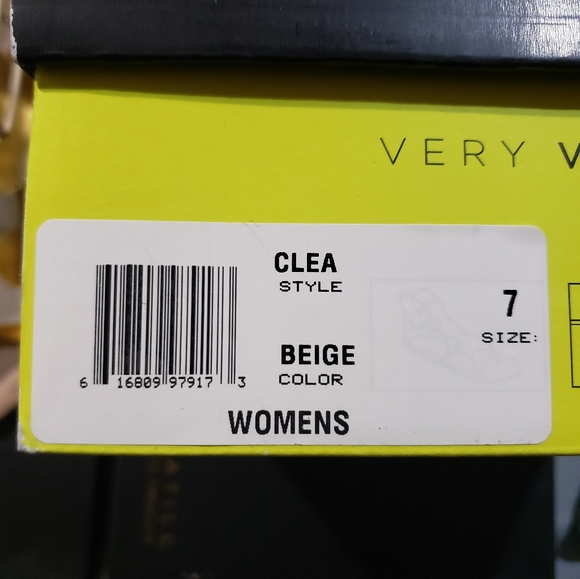 VERY V
CLEA
STYLE
7
SIZE:
BEIGE
COLOR
6 16809 97917 3
WOMENS